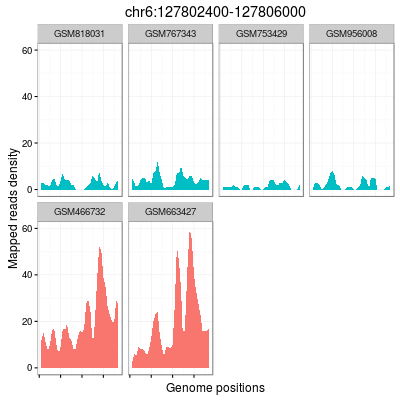 chr6:127802400-127806000
GSM818031 GSM767343 GSM753429 GSM956008
60
40
20
0
Mapped reads density
GSM466732 GSM663427
60
40
20
0
Genome positions